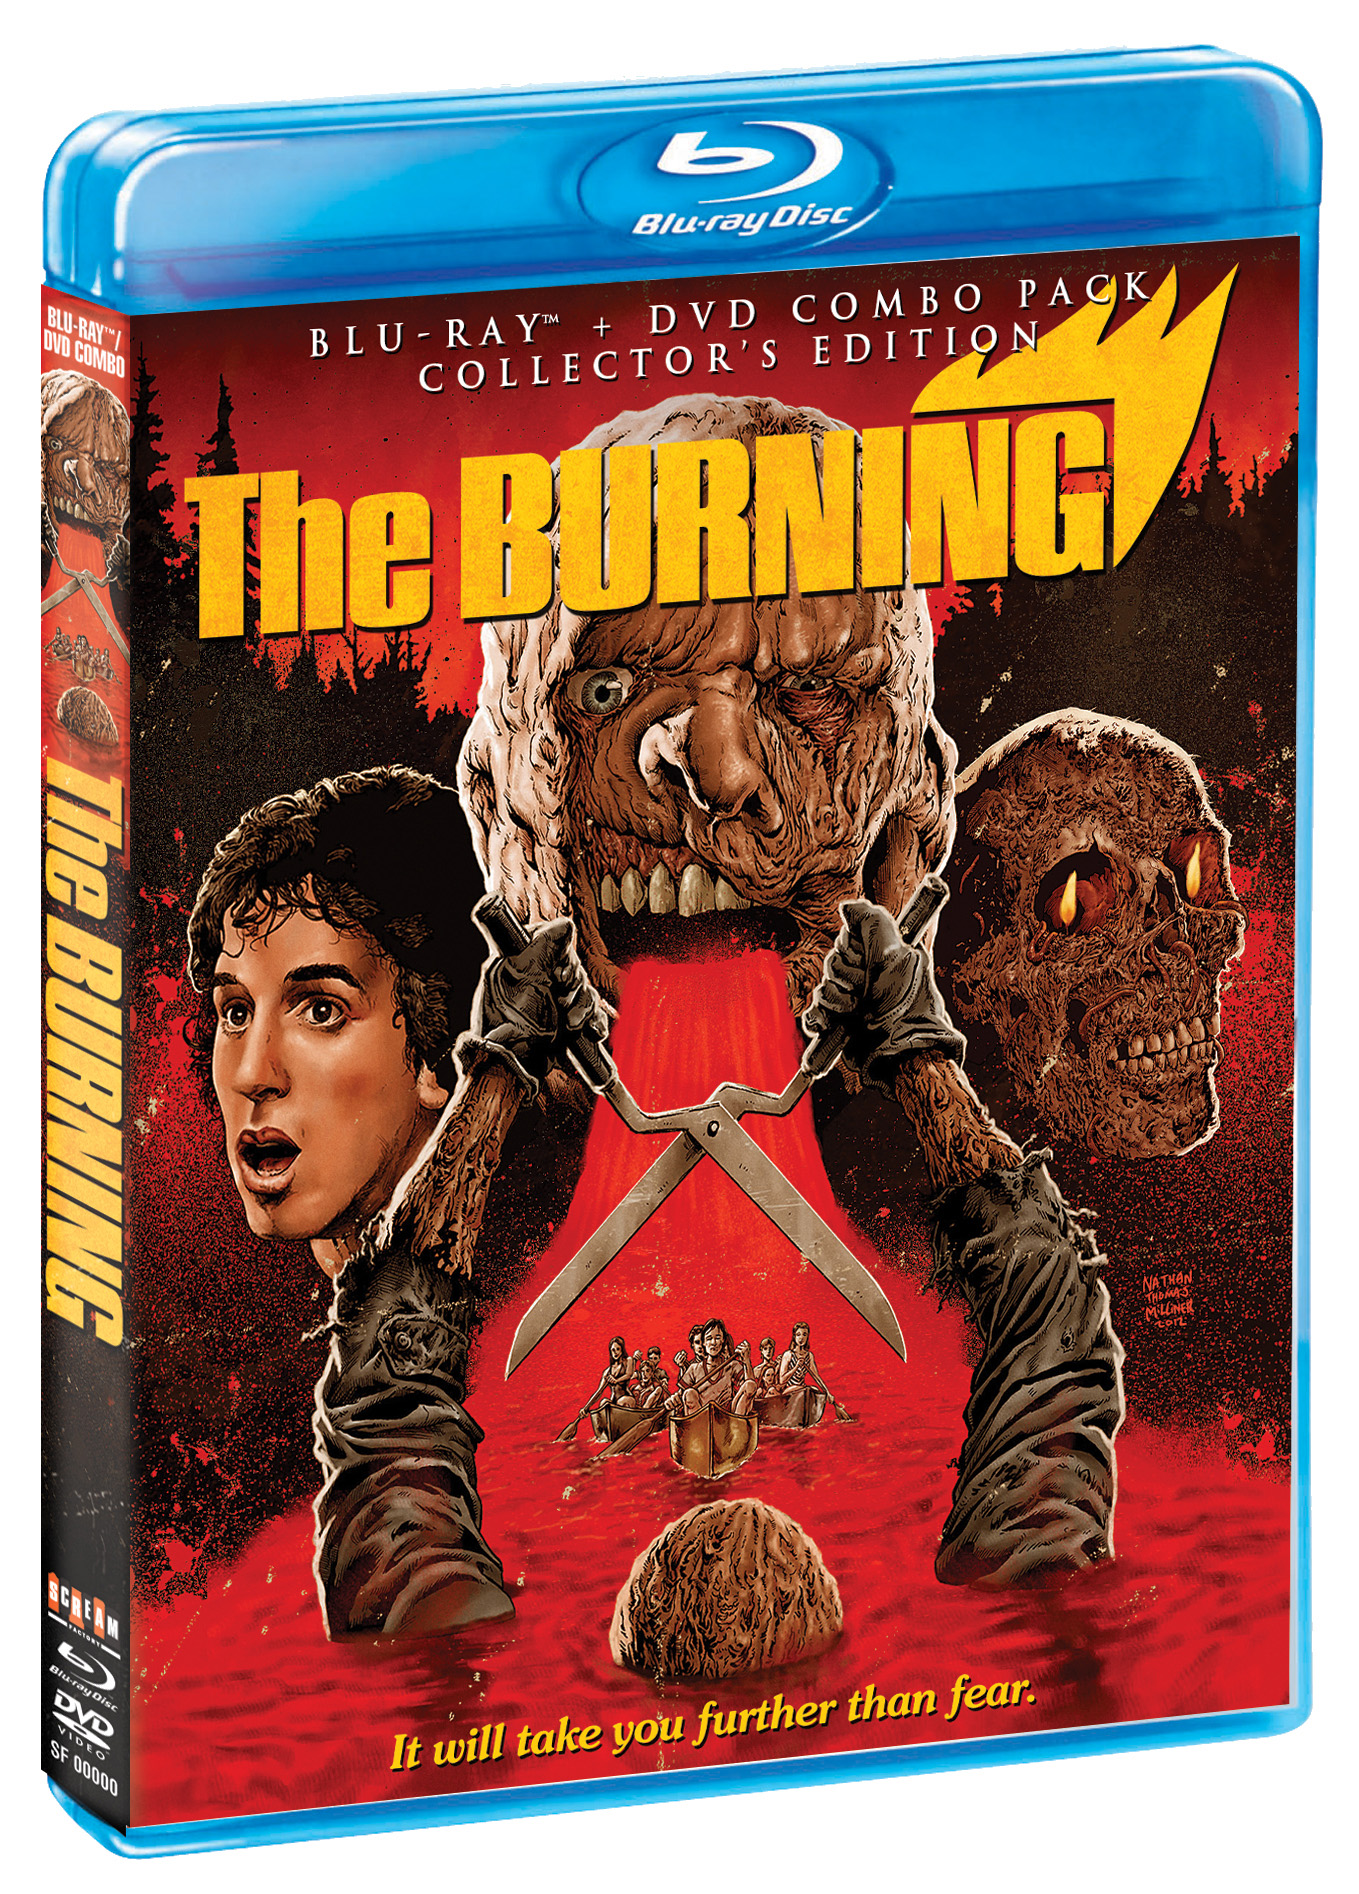 Blu-ray Disc
BLU-RAY™ + DVD COMBO PACK
COLLECTOR'S EDITION
The BURNING
NATHAN
THOMAS
MILLINER
2012
It will take you further than fear.
BLU-RAY™/
DVD COMBO
The BURNING
SCREAM
FACTORY
Blu-ray Disc
DVD
VIDEO
SF 00000